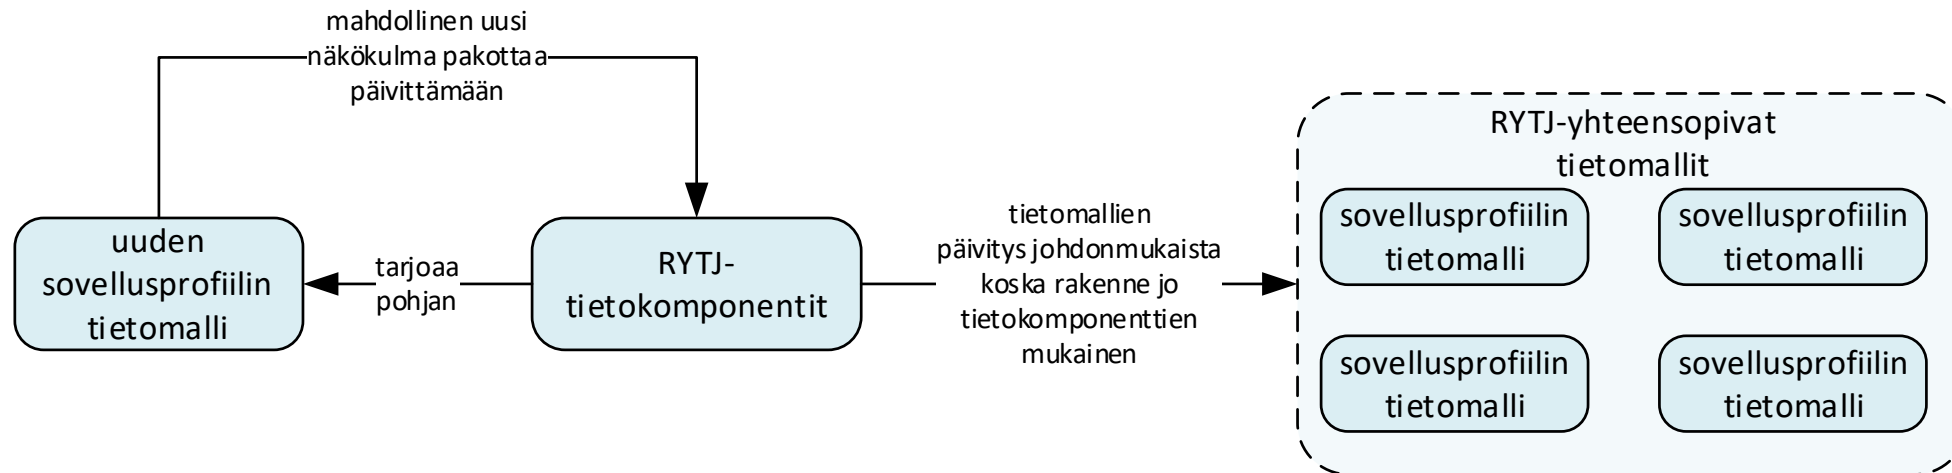 mahdollinen uusi
näkökulma pakottaa
päivittämään
uuden
sovellusprofiilin
tietomalli
tarjoaa
pohjan
RYTJ-
tietokomponentit
tietomallien
päivitys johdonmukaista
koska rakenne jo
tietokomponenttien
mukainen
RYTJ-yhteensopivat
tietomallit
sovellusprofiilin
tietomalli
sovellusprofiilin
tietomalli
sovellusprofiilin
tietomalli
sovellusprofiilin
tietomalli